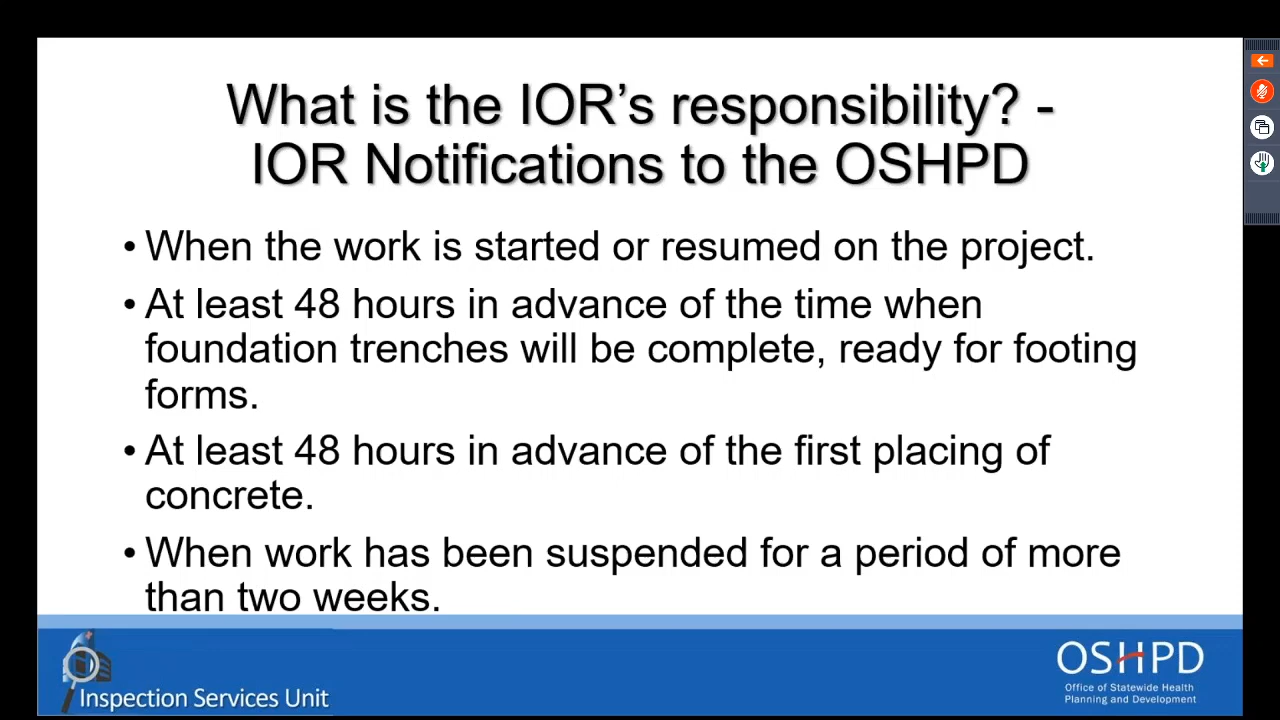 What is the IOR’s responsibility? -
IOR Notifications to the OSHPD
• When the work is started or resumed on the project.
• At least 48 hours in advance of the time when
foundation trenches will be complete, ready for footing
forms.
• At least 48 hours in advance of the first placing of
concrete.
• When work has been suspended for a period of more
than two weeks.
Inspection Services Unit
OSHPD
Office of Statewide Health
Planning and Development